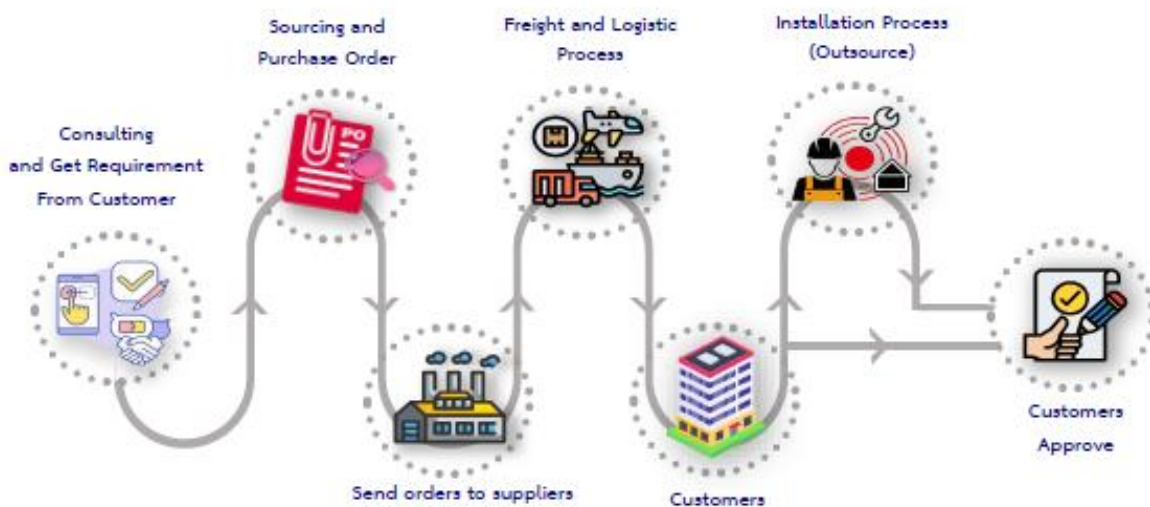 Consulting
and Get Requirement
From Customer
Sourcing and
Purchase Order
PO
Send orders to suppliers
Freight and Logistic
Process
Customers
Installation Process
(Outsource)
Customers
Approve